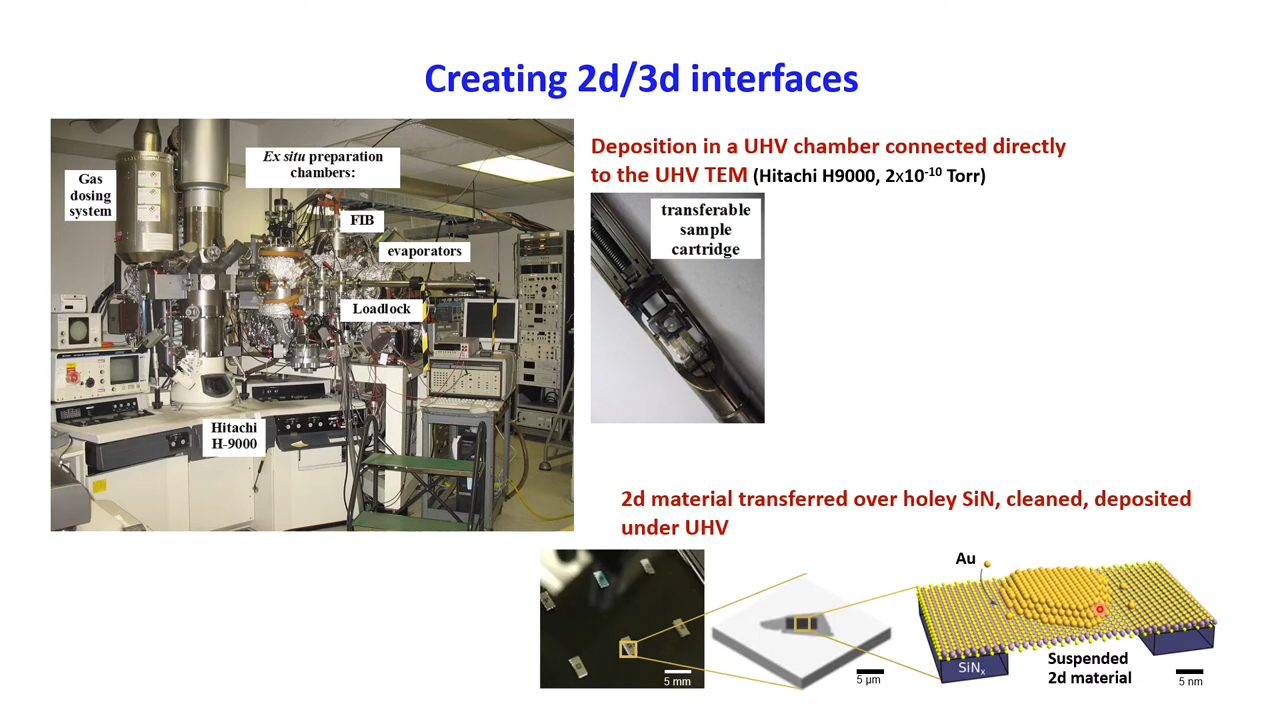 Creating 2d/3d interfaces
Gas
dosing
system
Ex situ preparation
chambers:
FIB
evaporators
Loadlock
Hitachi
H-9000
Deposition in a UHV chamber connected directly
to the UHV TEM (Hitachi H9000, 2x10⁻¹⁰ Torr)
transferable
sample
cartridge
2d material transferred over holey SiN, cleaned, deposited
under UHV
5 mm
5 µm
Au
SiNₓ
Suspended
2d material
5 nm